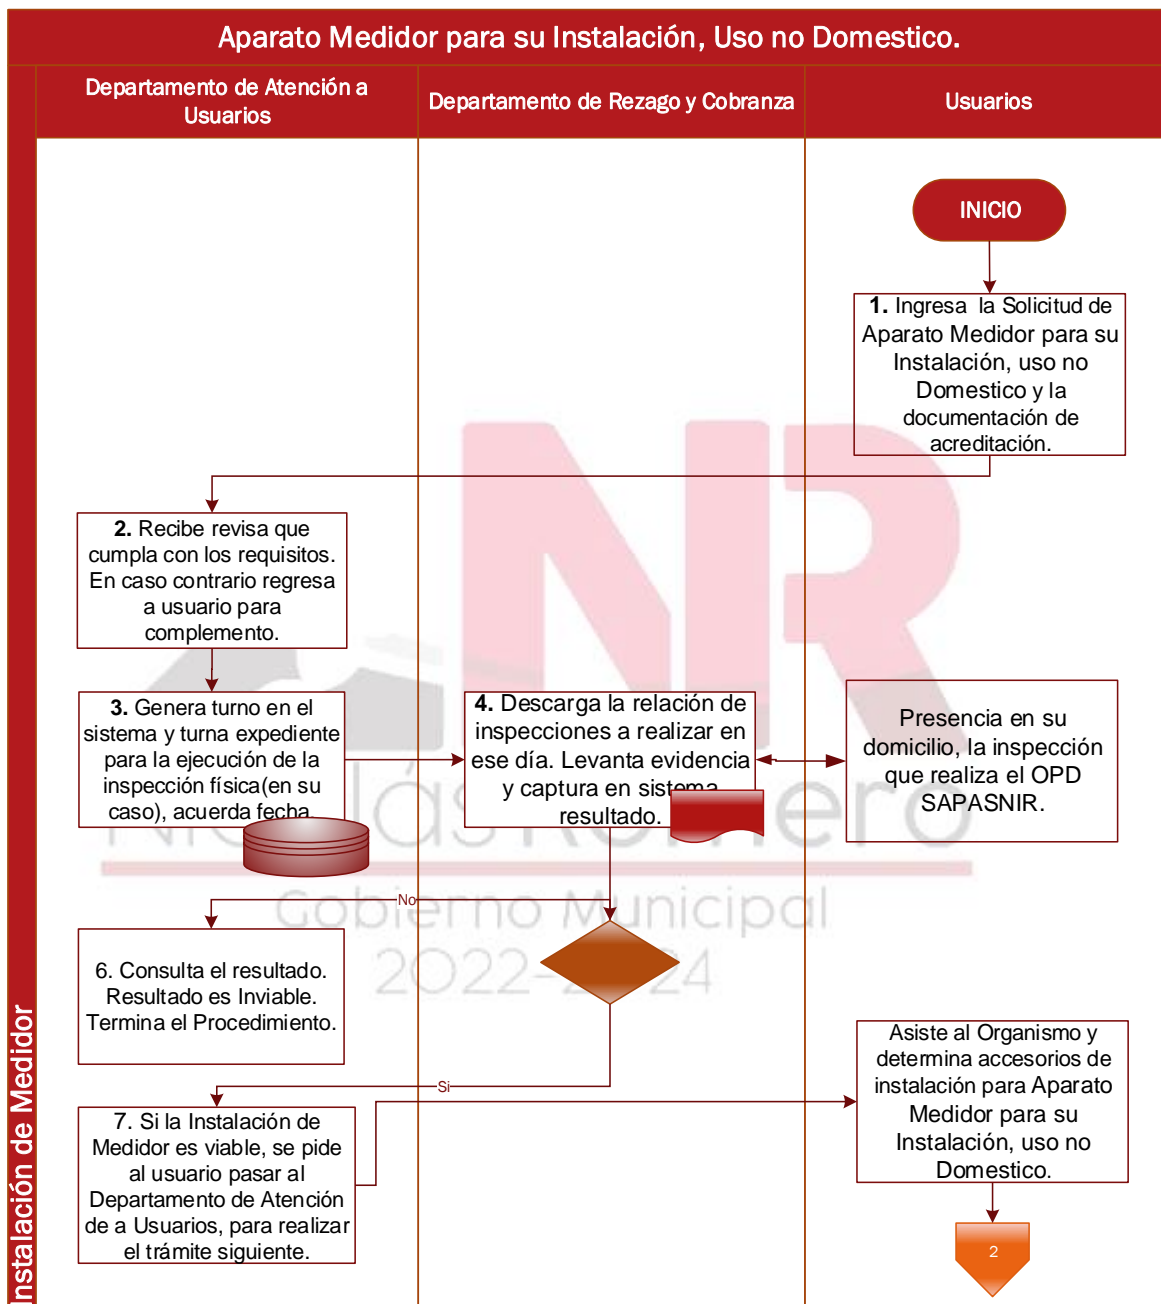 Aparato Medidor para su Instalación, Uso no Domestico.
Departamento de Atención a
Usuarios
Departamento de Rezago y Cobranza
Usuarios
INICIO
1. Ingresa la Solicitud de
Aparato Medidor para su
Instalación, uso no
Domestico y la
documentación de
acreditación.
2. Recibe revisa que
cumpla con los requisitos.
En caso contrario regresa
a usuario para
complemento.
3. Genera turno en el
sistema y turna expediente
para la ejecución de la
inspección física(en su
caso), acuerda fecha.
4. Descarga la relación de
inspecciones a realizar en
ese día. Levanta evidencia
y captura en sistema
resultado.
Presencia en su
domicilio, la inspección
que realiza el OPD
SAPASNIR.
No
6. Consulta el resultado.
Resultado es Inviable.
Termina el Procedimiento.
Si
7. Si la Instalación de
Medidor es viable, se pide
al usuario pasar al
Departamento de Atención
de a Usuarios, para realizar
el trámite siguiente.
Asiste al Organismo y
determina accesorios de
instalación para Aparato
Medidor para su
Instalación, uso no
Domestico.
2
Instalación de Medidor
NR
Nicolás Romero
Gobierno Municipal
2022-2024